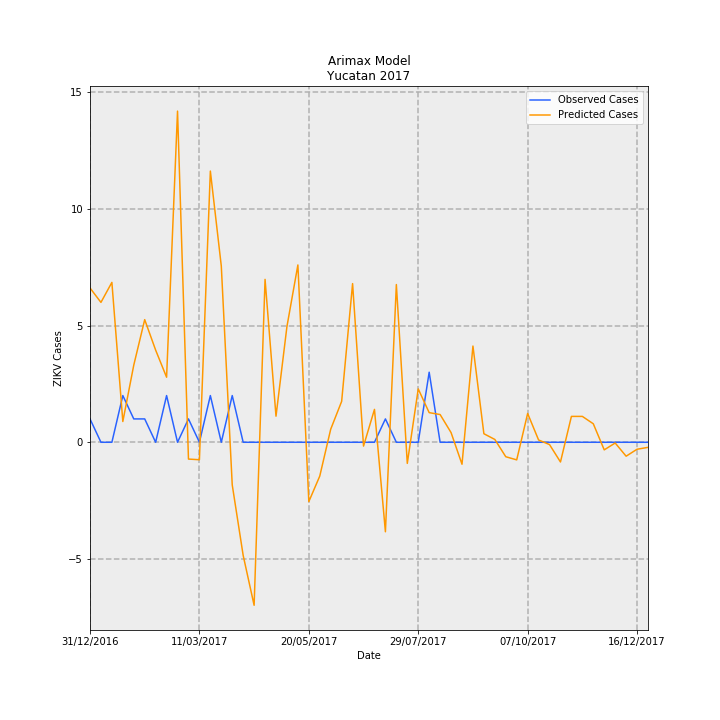 Arimax Model
Yucatan 2017
Observed Cases
Predicted Cases
15
10
5
0
−5
ZIKV Cases
31/12/2016 11/03/2017 20/05/2017 29/07/2017 07/10/2017 16/12/2017
Date